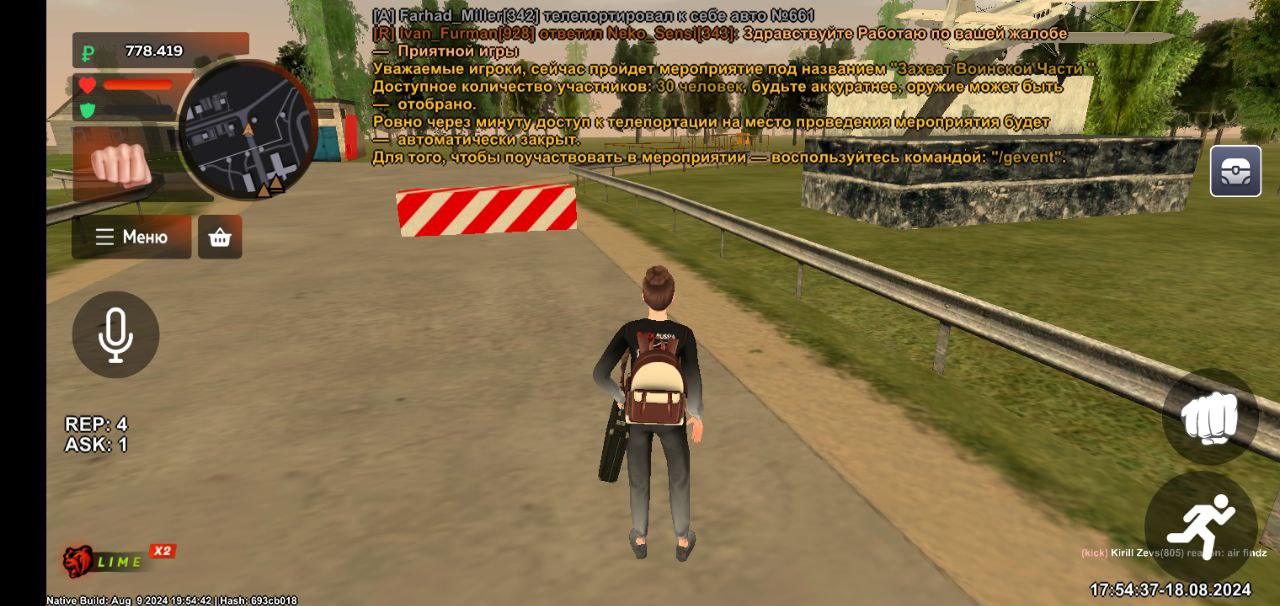 [A] Farhad_Miller[342] телепортировал к себе авто №661
[R] Ivan_Furman[928] ответил Neko_Sensi[343]: Здравствуйте Работаю по вашей жалобе
— Приятной игры
Уважаемые игроки, сейчас пройдет мероприятие под названием "Захват Воинской Части ".
Доступное количество участников: 30 человек, будьте аккуратнее, оружие может быть
— отобрано.
Ровно через минуту доступ к телепортации на место проведения мероприятия будет
— автоматически закрыт.
Для того, чтобы поучаствовать в мероприятии — воспользуйтесь командой: "/gevent".
778.419
Меню
REP: 4
ASK: 1
LIME X2
(kick) Kirill Zevs(805) reason: air findz
17:54:37-18.08.2024
Native Build: Aug 9 2024 19:54:42 | Hash: 693cb018